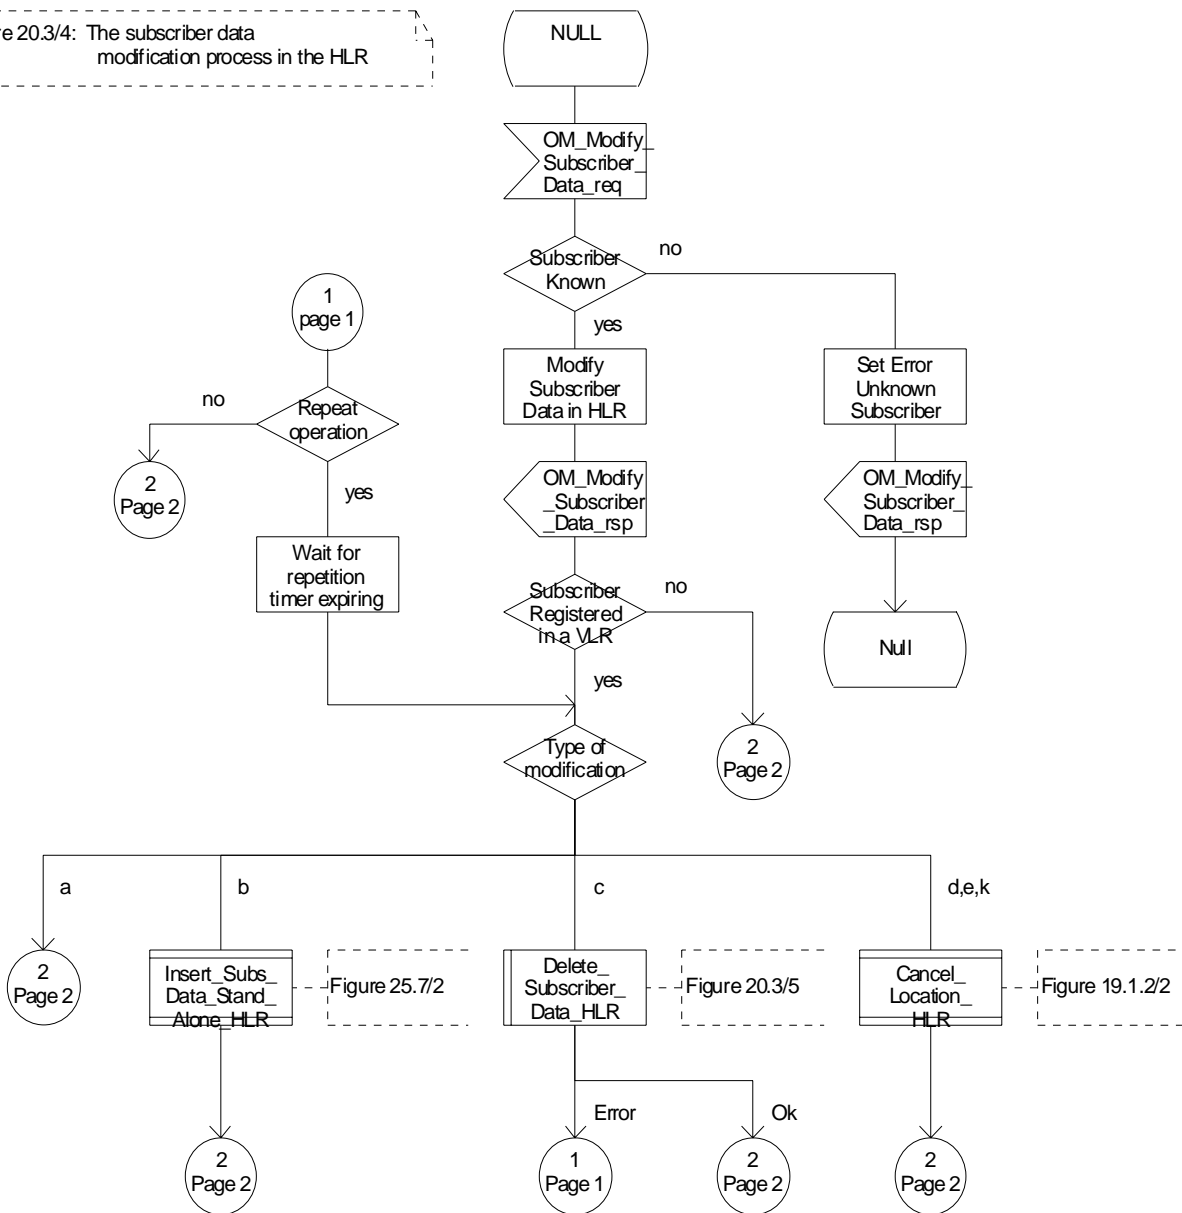 e 20.3/4: The subscriber data
modification process in the HLR
NULL
OM_Modify_
Subscriber_
Data_req
Subscriber
Known
no
yes
1
page 1
Modify
Subscriber
Data in HLR
Set Error
Unknown
Subscriber
no
Repeat
operation
2
Page 2
yes
OM_Modify
_Subscriber
_Data_rsp
OM_Modify_
Subscriber_
Data_rsp
Wait for
repetition
timer expiring
Subscriber
Registered
in a VLR
no
Null
yes
Type of
modification
2
Page 2
a
b
c
d,e,k
2
Page 2
Insert_Subs_
Data_Stand_
Alone_HLR
Figure 25.7/2
Delete_
Subscriber_
Data_HLR
Figure 20.3/5
Cancel_
Location_
HLR
Figure 19.1.2/2
Error
Ok
2
Page 2
1
Page 1
2
Page 2
2
Page 2